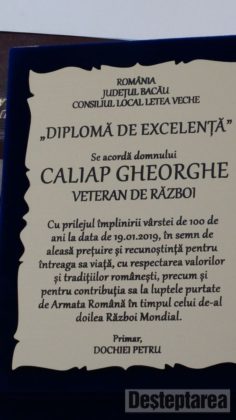 ROMÂNIA
JUDEȚUL BACĂU
CONSILIUL LOCAL LETEA VECHE
„DIPLOMĂ DE EXCELENȚĂ”
Se acordă domnului
CALIAP GHEORGHE
VETERAN DE RĂZBOI
Cu prilejul împlinirii vârstei de 100 de
ani la data de 19.01.2019, în semn de
aleasă prețuire și recunoștință pentru
întreaga sa viață, cu respectarea valorilor
și tradițiilor românești, precum și
pentru contribuția sa la luptele purtate
de Armata Română în timpul celui de-al
doilea Război Mondial.
Primar,
DOCHIEI PETRU
Deșteptarea